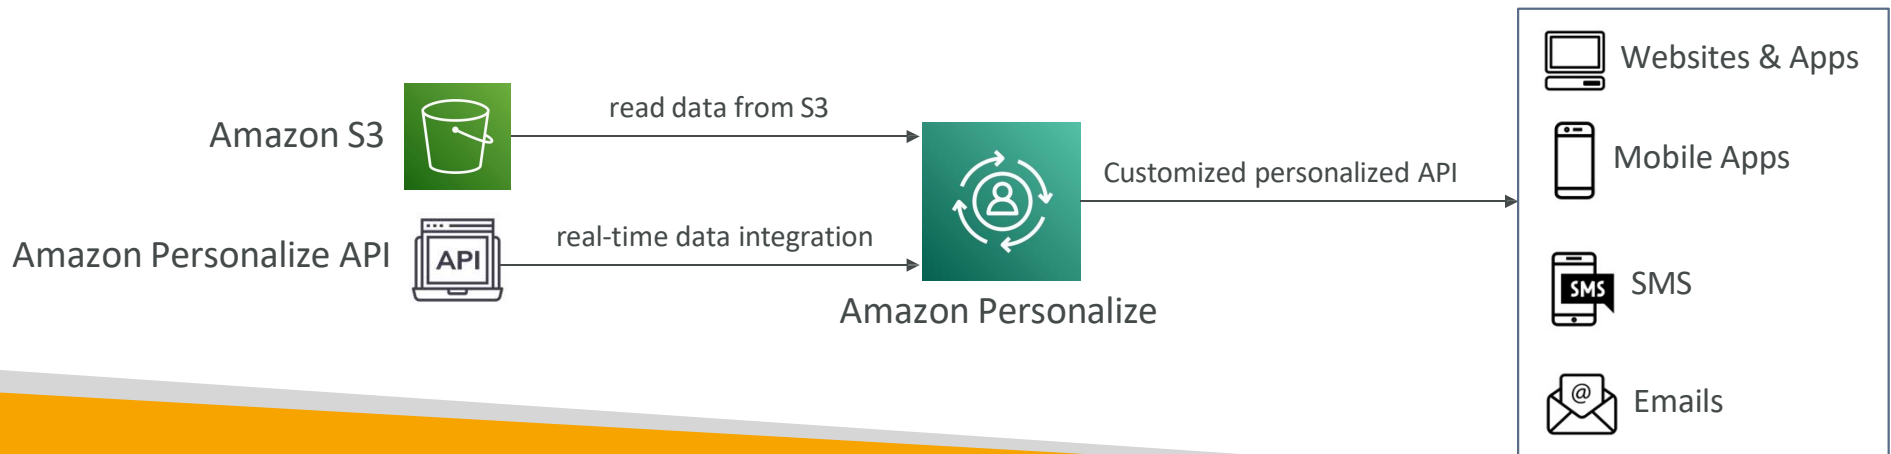 Amazon S3
read data from S3
Amazon Personalize API
API
real-time data integration
Amazon Personalize
Customized personalized API
Websites & Apps
Mobile Apps
SMS
SMS
@
Emails